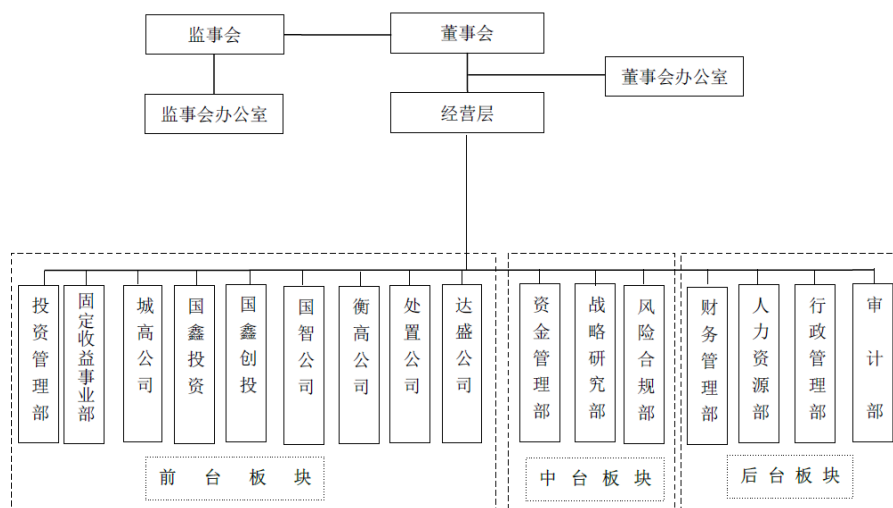 监事会
董事会
董事会办公室
监事会办公室
经营层
投资管理部
固定收益事业部
城高公司
国鑫投资
国鑫创投
国智公司
衡高公司
处置公司
达盛公司
资金管理部
战略研究部
风险合规部
财务管理部
人力资源部
行政管理部
审计部
前台板块
中台板块
后台板块